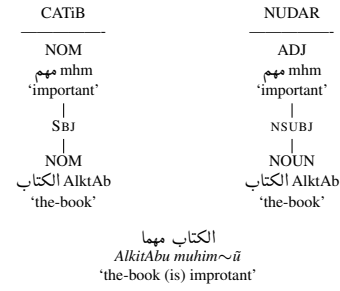 CATiB
NOM
مهم mhm
‘important’
SBJ
NOM
الكتاب AlktAb
‘the-book’
NUDAR
ADJ
مهم mhm
‘important’
NSUBJ
NOUN
الكتاب AlktAb
‘the-book’
الكتاب مهما
AlkitAbu muhim∼ũ
‘the-book (is) improtant’